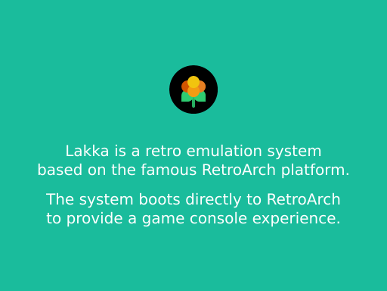 Lakka is a retro emulation system
based on the famous RetroArch platform.
The system boots directly to RetroArch
to provide a game console experience.